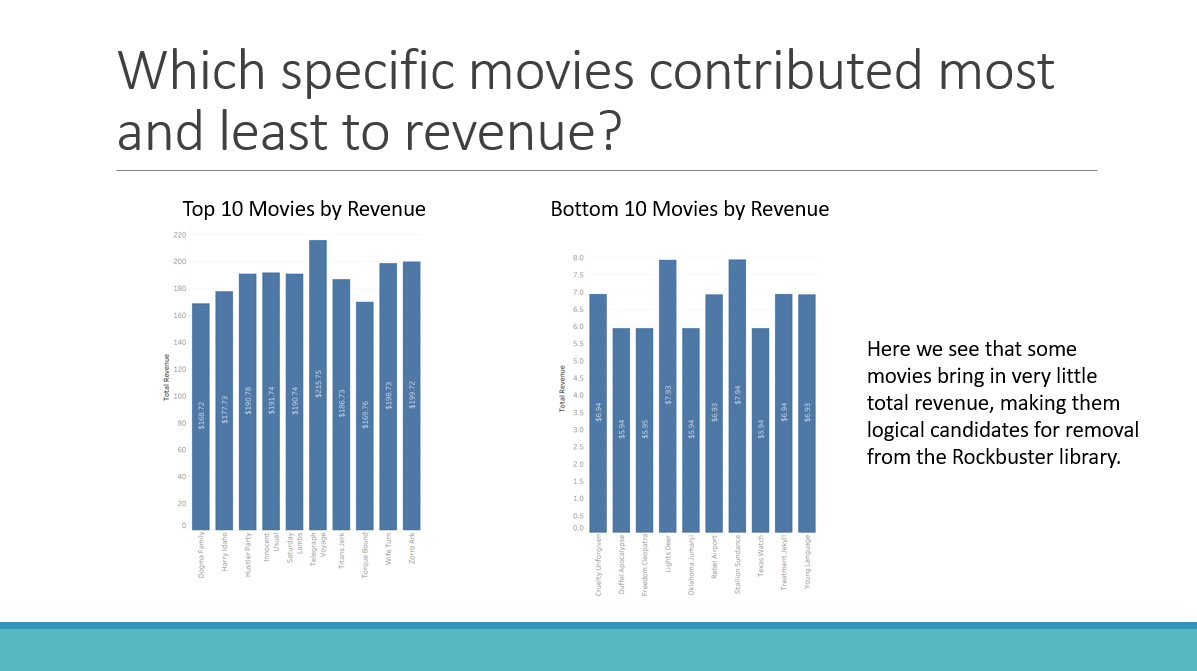 Which specific movies contributed most
and least to revenue?
Top 10 Movies by Revenue
220
200
180
160
140
120
100
80
60
40
20
0
Total Revenue
$168.72
$177.73
$190.78
$191.74
$190.74
$215.75
$186.73
$169.76
$198.73
$199.72
Dogma Family
Harry Idaho
Hustler Party
Innocent
Usual
Saturday
Lambs
Telegraph
Voyage
Titans Jerk
Torque Bound
Wife Turn
Zorro Ark
Bottom 10 Movies by Revenue
8.0
7.5
7.0
6.5
6.0
5.5
5.0
4.5
4.0
3.5
3.0
2.5
2.0
1.5
1.0
0.5
0.0
Total Revenue
$6.94
$5.94
$5.95
$7.93
$5.94
$6.93
$7.94
$5.94
$6.94
$6.93
Cruelty Unforgiven
Duffel Apocalypse
Freedom Cleopatra
Lights Deer
Oklahoma Jumanji
Rebel Airport
Stallion Sundance
Texas Watch
Treatment Jekyll
Young Language
Here we see that some
movies bring in very little
total revenue, making them
logical candidates for removal
from the Rockbuster library.